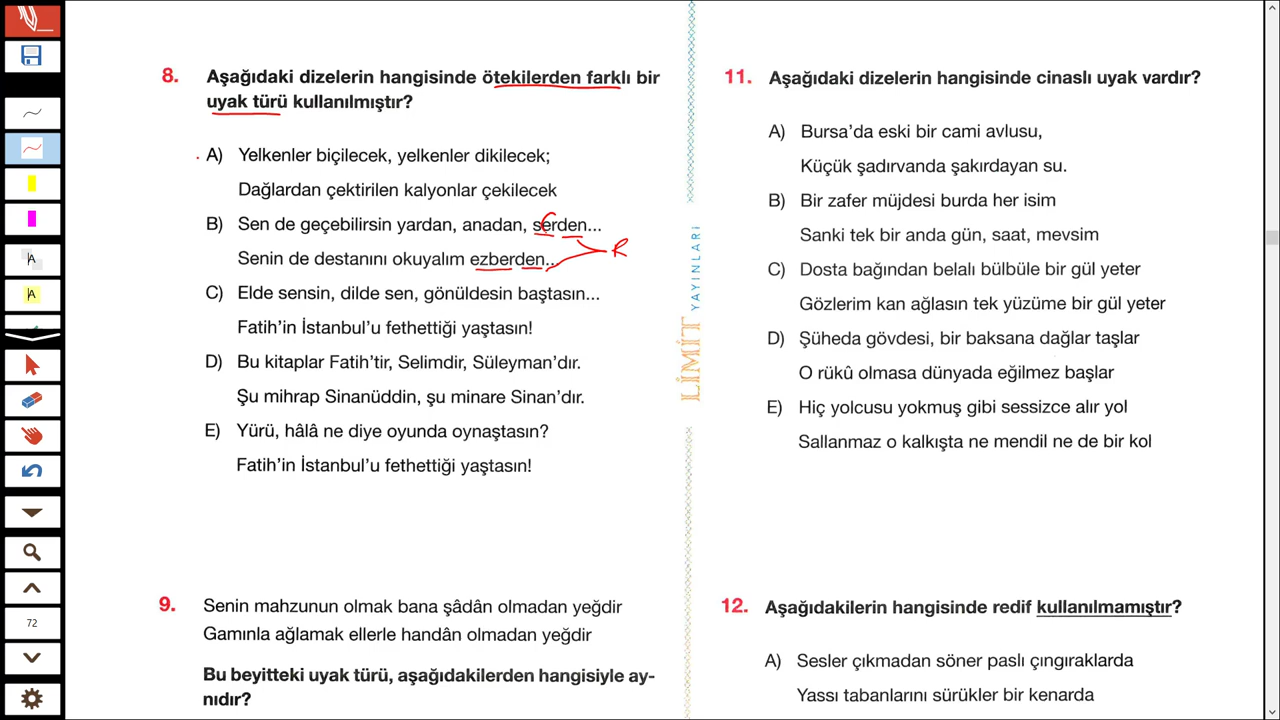 8. Aşağıdaki dizelerin hangisinde ötekilerden farklı bir
uyak türü kullanılmıştır?
A) Yelkenler biçilecek, yelkenler dikilecek;
Dağlardan çektirilen kalyonlar çekilecek
B) Sen de geçebilirsin yardan, anadan, serden...
Senin de destanını okuyalım ezberden...
R
C) Elde sensin, dilde sen, gönüldesin baştasın...
Fatih'in İstanbul'u fethettiği yaştasın!
D) Bu kitaplar Fatih'tir, Selimdir, Süleyman'dır.
Şu mihrap Sinanüddin, şu minare Sinan'dır.
E) Yürü, hâlâ ne diye oyunda oynaştasın?
Fatih'in İstanbul'u fethettiği yaştasın!
9. Senin mahzunun olmak bana şâdân olmadan yeğdir
Gamınla ağlamak ellerle handân olmadan yeğdir
Bu beyitteki uyak türü, aşağıdakilerden hangisiyle ay-
nıdır?
LİMİT YAYINLARI
11. Aşağıdaki dizelerin hangisinde cinaslı uyak vardır?
A) Bursa'da eski bir cami avlusu,
Küçük şadırvanda şakırdayan su.
B) Bir zafer müjdesi burda her isim
Sanki tek bir anda gün, saat, mevsim
C) Dosta bağından belalı bülbüle bir gül yeter
Gözlerim kan ağlasın tek yüzüme bir gül yeter
D) Şüheda gövdesi, bir baksana dağlar taşlar
O rükû olmasa dünyada eğilmez başlar
E) Hiç yolcusu yokmuş gibi sessizce alır yol
Sallanmaz o kalkışta ne mendil ne de bir kol
12. Aşağıdakilerin hangisinde redif kullanılmamıştır?
A) Sesler çıkmadan söner paslı çıngıraklarda
Yassı tabanlarını sürükler bir kenarda
A
A
72